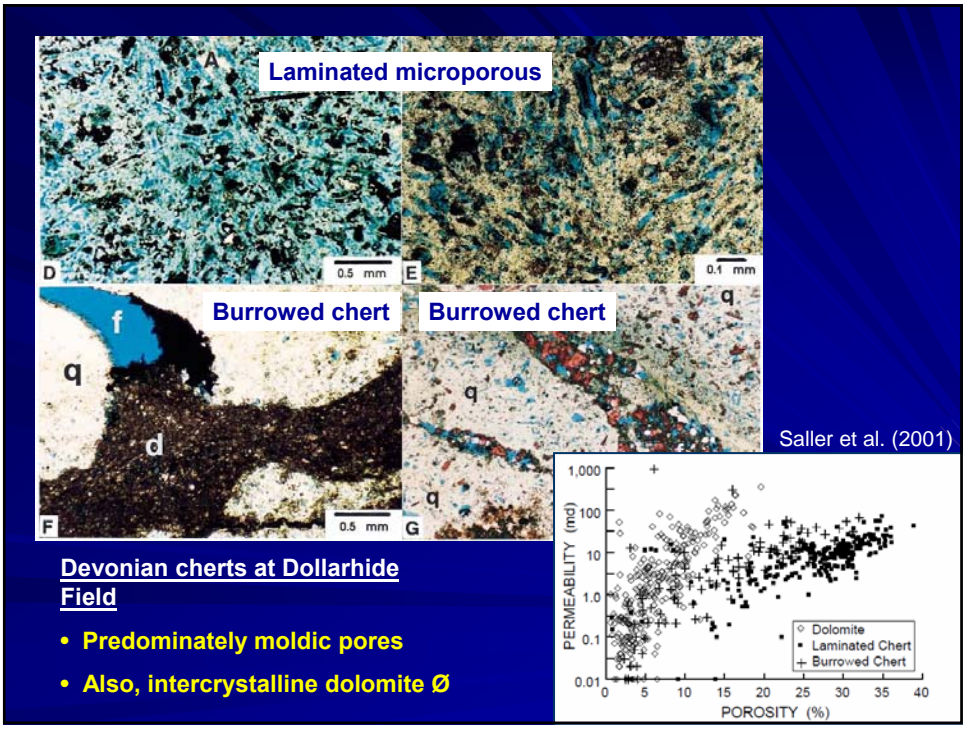 A
Laminated microporous
D
0.5 mm
E
0.1 mm
f
Burrowed chert
Burrowed chert
q
q
d
q
q
F
0.5 mm
G
Saller et al. (2001)
Devonian cherts at Dollarhide
Field
• Predominately moldic pores
• Also, intercrystalline dolomite Ø
PERMEABILITY (md)
1,000
100
10
1.0
0.1
0.01
Dolomite
Laminated Chert
Burrowed Chert
0 5 10 15 20 25 30 35 40
POROSITY (%)